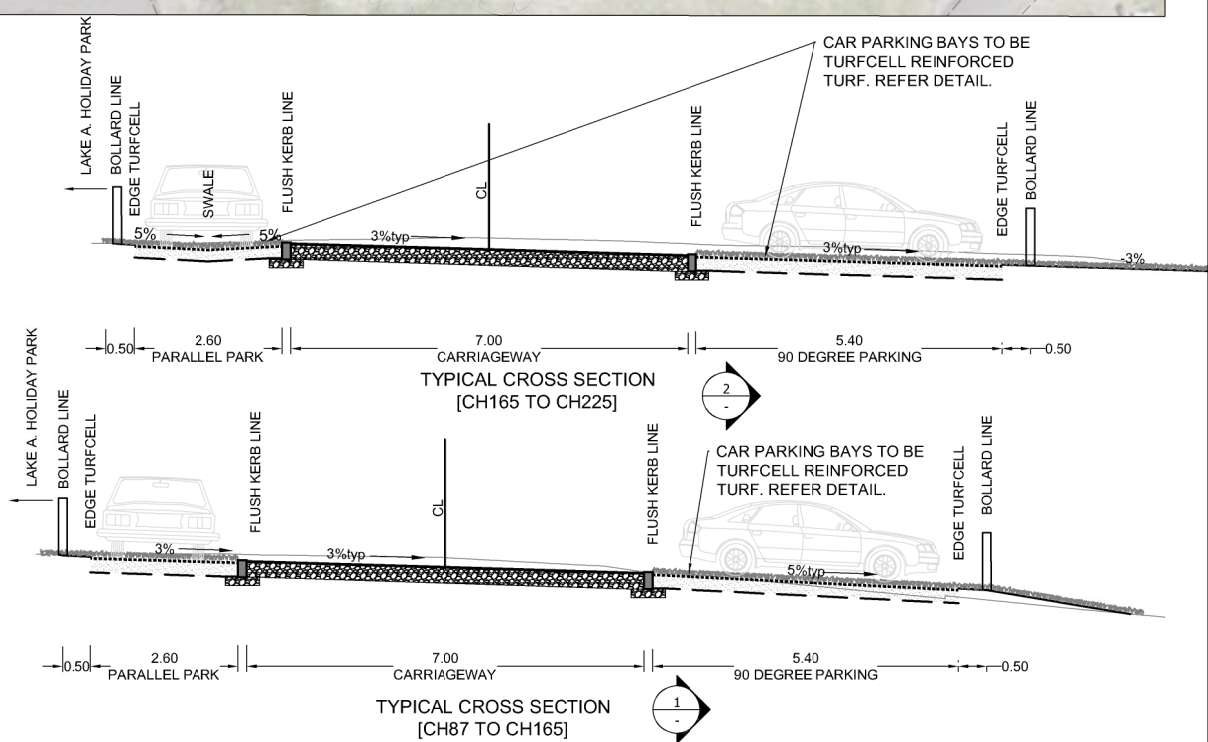 LAKE A. HOLIDAY PARK
BOLLARD LINE
EDGE TURFCELL
SWALE
FLUSH KERB LINE
CL
FLUSH KERB LINE
CAR PARKING BAYS TO BE
TURFCELL REINFORCED
TURF. REFER DETAIL.
EDGE TURFCELL
BOLLARD LINE
5%
5%
3%typ
3%typ
-3%
0.50
2.60
PARALLEL PARK
7.00
CARRIAGEWAY
5.40
90 DEGREE PARKING
0.50
TYPICAL CROSS SECTION
[CH165 TO CH225]
2
-
LAKE A. HOLIDAY PARK
BOLLARD LINE
EDGE TURFCELL
FLUSH KERB LINE
CL
FLUSH KERB LINE
CAR PARKING BAYS TO BE
TURFCELL REINFORCED
TURF. REFER DETAIL.
EDGE TURFCELL
BOLLARD LINE
3%
3%typ
5%typ
0.50
2.60
PARALLEL PARK
7.00
CARRIAGEWAY
5.40
90 DEGREE PARKING
0.50
TYPICAL CROSS SECTION
[CH87 TO CH165]
1
-